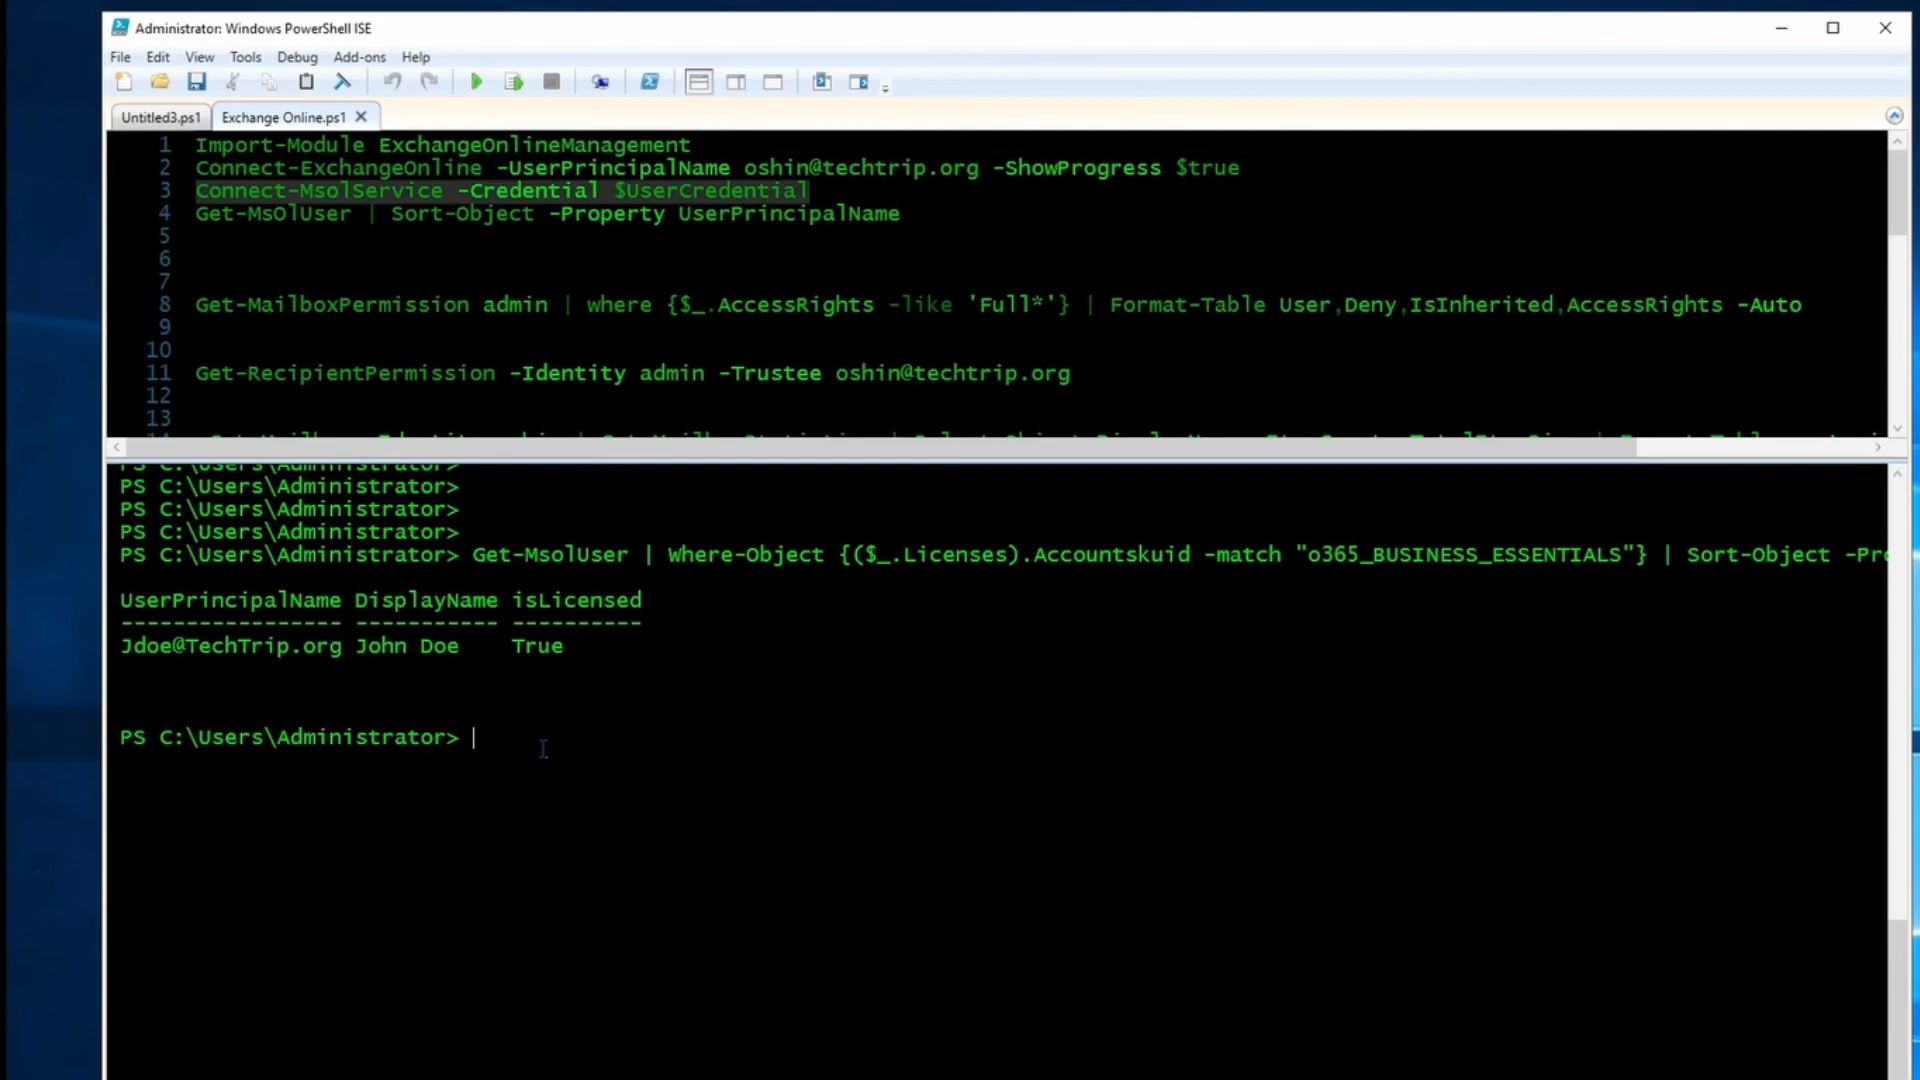 Administrator: Windows PowerShell ISE
File Edit View Tools Debug Add-ons Help
Untitled3.ps1 Exchange Online.ps1
1 Import-Module ExchangeOnlineManagement
2 Connect-ExchangeOnline -UserPrincipalName oshin@techtrip.org -ShowProgress $true
3 Connect-MsolService -Credential $UserCredential
4 Get-MsOlUser | Sort-Object -Property UserPrincipalName
5
6
7
8 Get-MailboxPermission admin | where {$_.AccessRights -like 'Full*'} | Format-Table User,Deny,IsInherited,AccessRights -Auto
9
10
11 Get-RecipientPermission -Identity admin -Trustee oshin@techtrip.org
12
13
PS C:\Users\Administrator>
PS C:\Users\Administrator>
PS C:\Users\Administrator>
PS C:\Users\Administrator>
PS C:\Users\Administrator> Get-MsolUser | Where-Object {($_.Licenses).Accountskuid -match "o365_BUSINESS_ESSENTIALS"} | Sort-Object
UserPrincipalName DisplayName isLicensed
----------------- ----------- ----------
Jdoe@TechTrip.org John Doe True
PS C:\Users\Administrator>